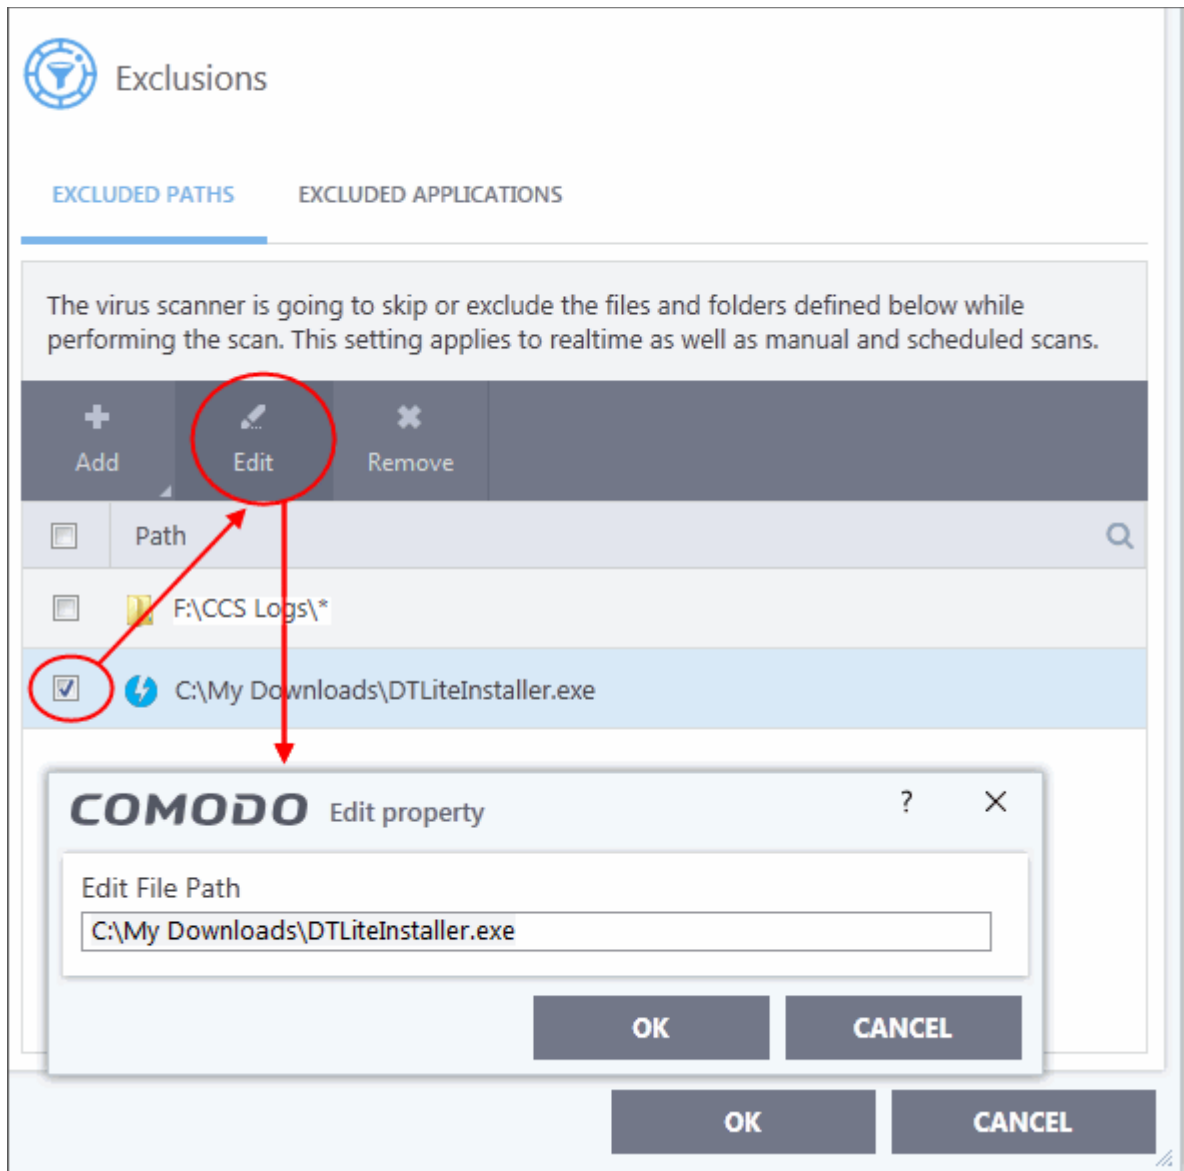 Exclusions
EXCLUDED PATHS EXCLUDED APPLICATIONS
The virus scanner is going to skip or exclude the files and folders defined below while
performing the scan. This setting applies to realtime as well as manual and scheduled scans.
Add Edit Remove
Path
F:\CCS Logs\*
C:\My Downloads\DTLiteInstaller.exe
COMODO Edit property ?
Edit File Path
C:\My Downloads\DTLiteInstaller.exe
OK CANCEL
OK CANCEL